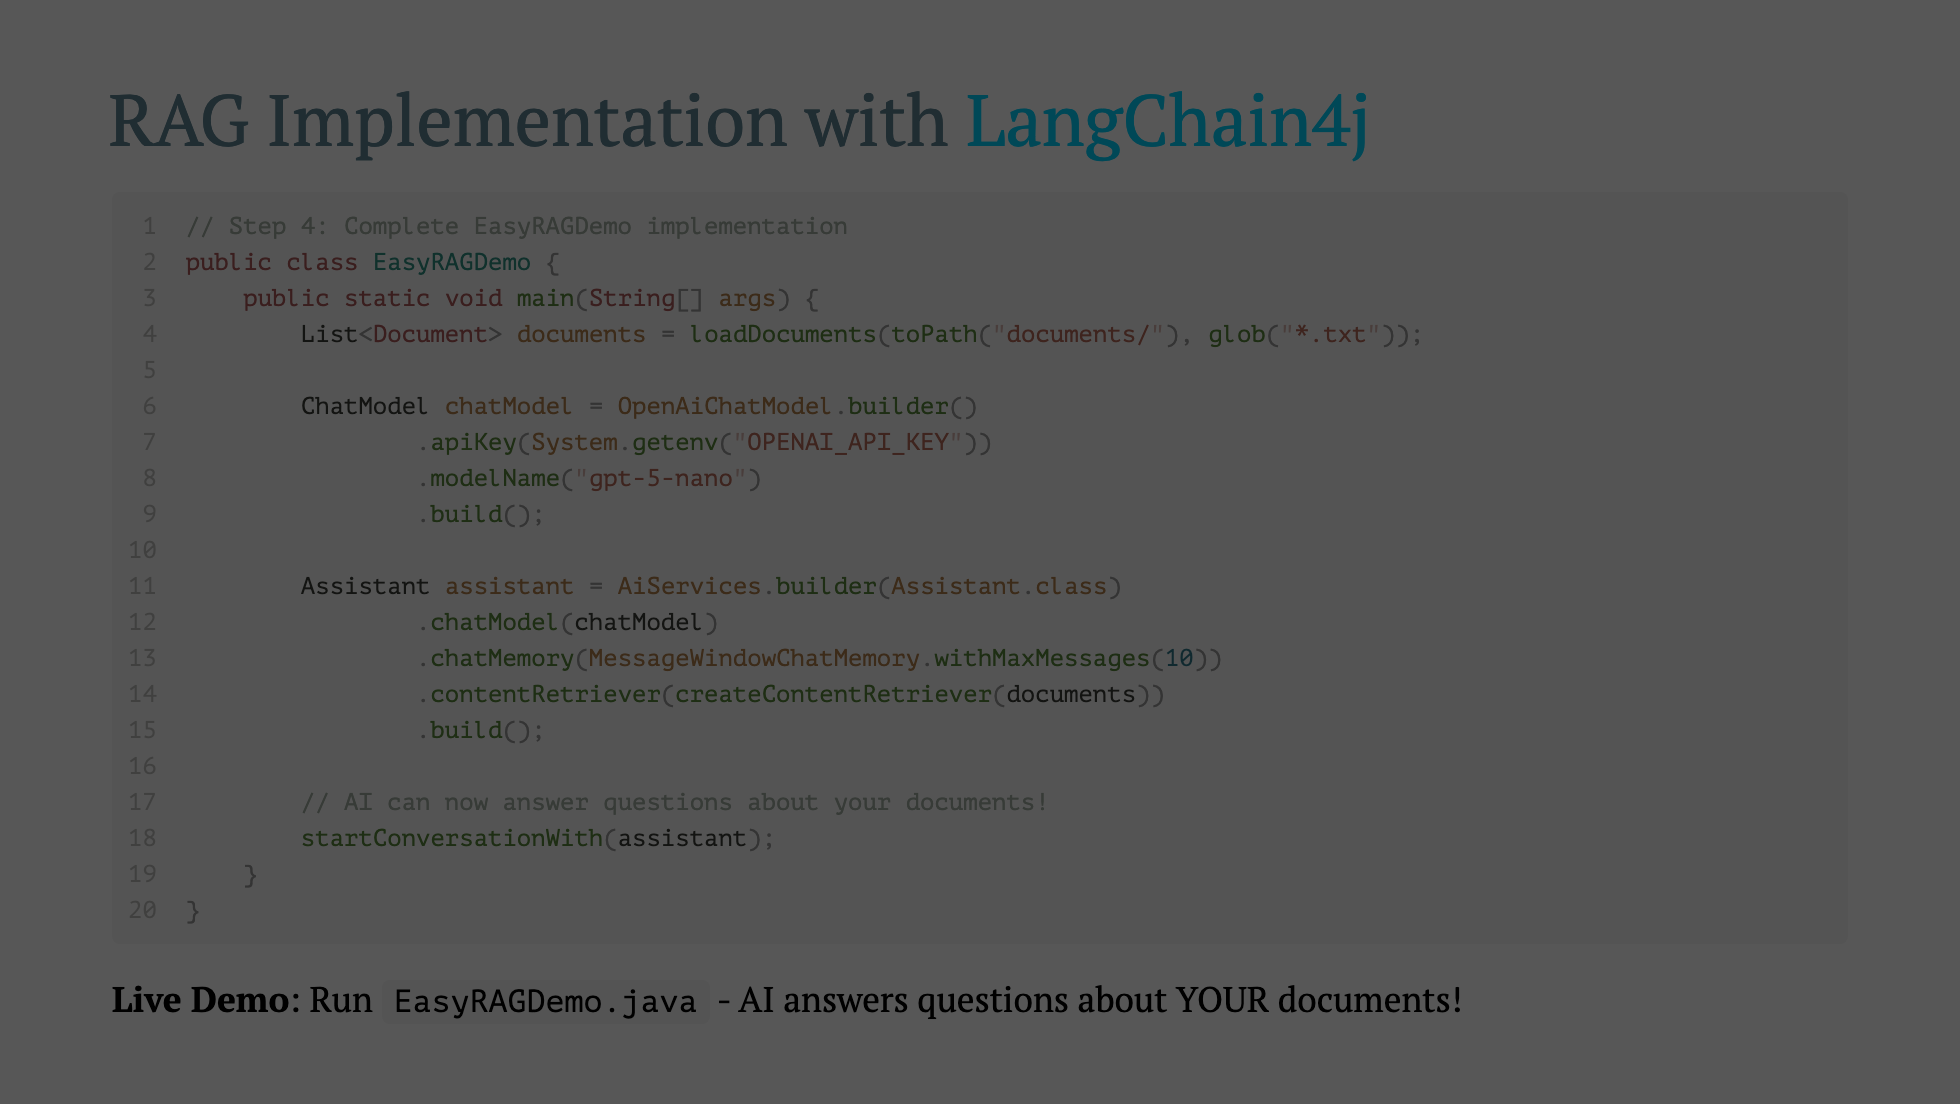 RAG Implementation with LangChain4j
1 // Step 4: Complete EasyRAGDemo implementation
2 public class EasyRAGDemo {
3     public static void main(String[] args) {
4         List<Document> documents = loadDocuments(toPath("documents/"), glob("*.txt"));
5
6         ChatModel chatModel = OpenAiChatModel.builder()
7                 .apiKey(System.getenv("OPENAI_API_KEY"))
8                 .modelName("gpt-5-nano")
9                 .build();
10
11         Assistant assistant = AiServices.builder(Assistant.class)
12                 .chatModel(chatModel)
13                 .chatMemory(MessageWindowChatMemory.withMaxMessages(10))
14                 .contentRetriever(createContentRetriever(documents))
15                 .build();
16
17         // AI can now answer questions about your documents!
18         startConversationWith(assistant);
19     }
20 }
Live Demo: Run EasyRAGDemo.java - AI answers questions about YOUR documents!